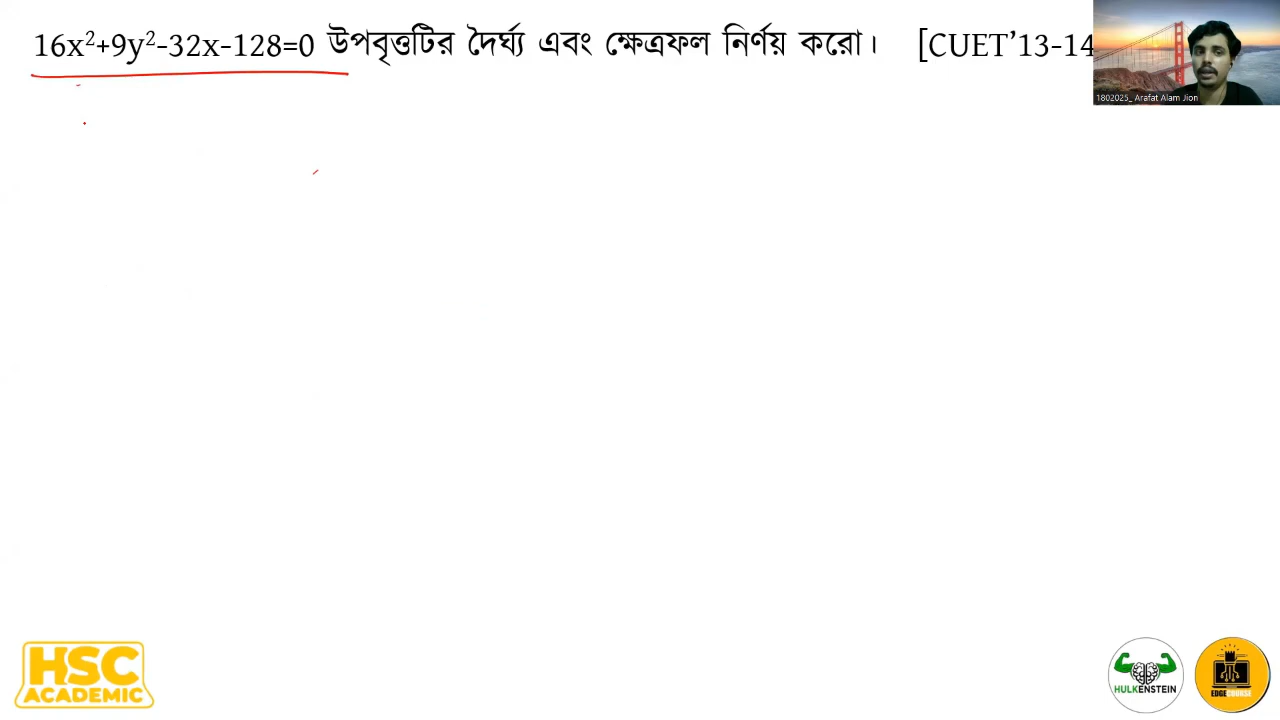 16x²+9y²-32x-128=0 উপবৃত্তটির দৈর্ঘ্য এবং ক্ষেত্রফল নির্ণয় করো। [CUET’13-14
1802025_ Arafat Alam Jion
HSC
ACADEMIC
HULKENSTEIN
EDGECOURSE